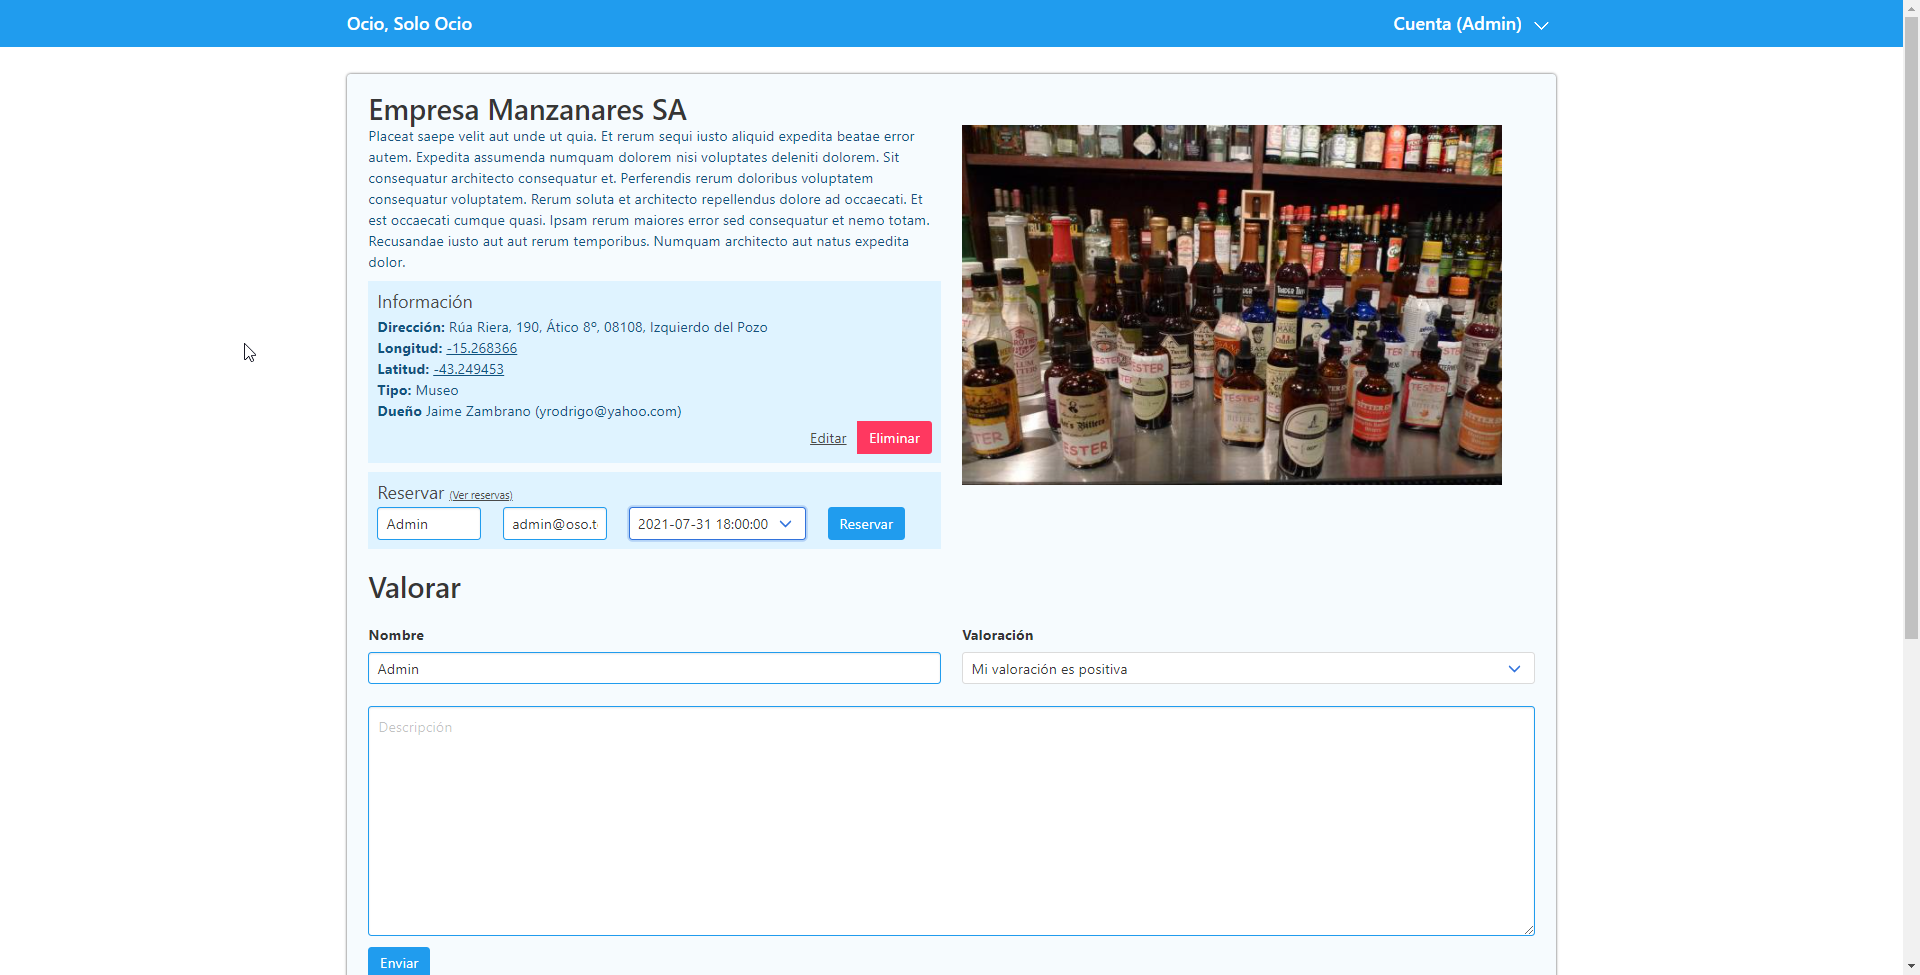 Ocio, Solo Ocio
Cuenta (Admin)
Empresa Manzanares SA
Placeat saepe velit aut unde ut quia. Et rerum sequi iusto aliquid expedita beatae error
autem. Expedita assumenda numquam dolorem nisi voluptates deleniti dolorem. Sit
consequatur architecto consequatur et. Perferendis rerum doloribus voluptatem
consequatur voluptatem. Rerum soluta et architecto repellendus dolore ad occaecati. Et
est occaecati cumque quasi. Ipsam rerum maiores error sed consequatur et nemo totam.
Recusandae iusto aut aut rerum temporibus. Numquam architecto aut natus expedita
dolor.
Información
Dirección: Rúa Riera, 190, Ático 8º, 08108, Izquierdo del Pozo
Longitud: -15.268366
Latitud: -43.249453
Tipo: Museo
Dueño Jaime Zambrano (yrodrigo@yahoo.com)
Editar
Eliminar
TESTER
TESTER
TESTER
TESTER
Reservar (Ver reservas)
Admin
admin@oso.t
2021-07-31 18:00:00
Reservar
Valorar
Nombre
Valoración
Admin
Mi valoración es positiva
Descripción
Enviar